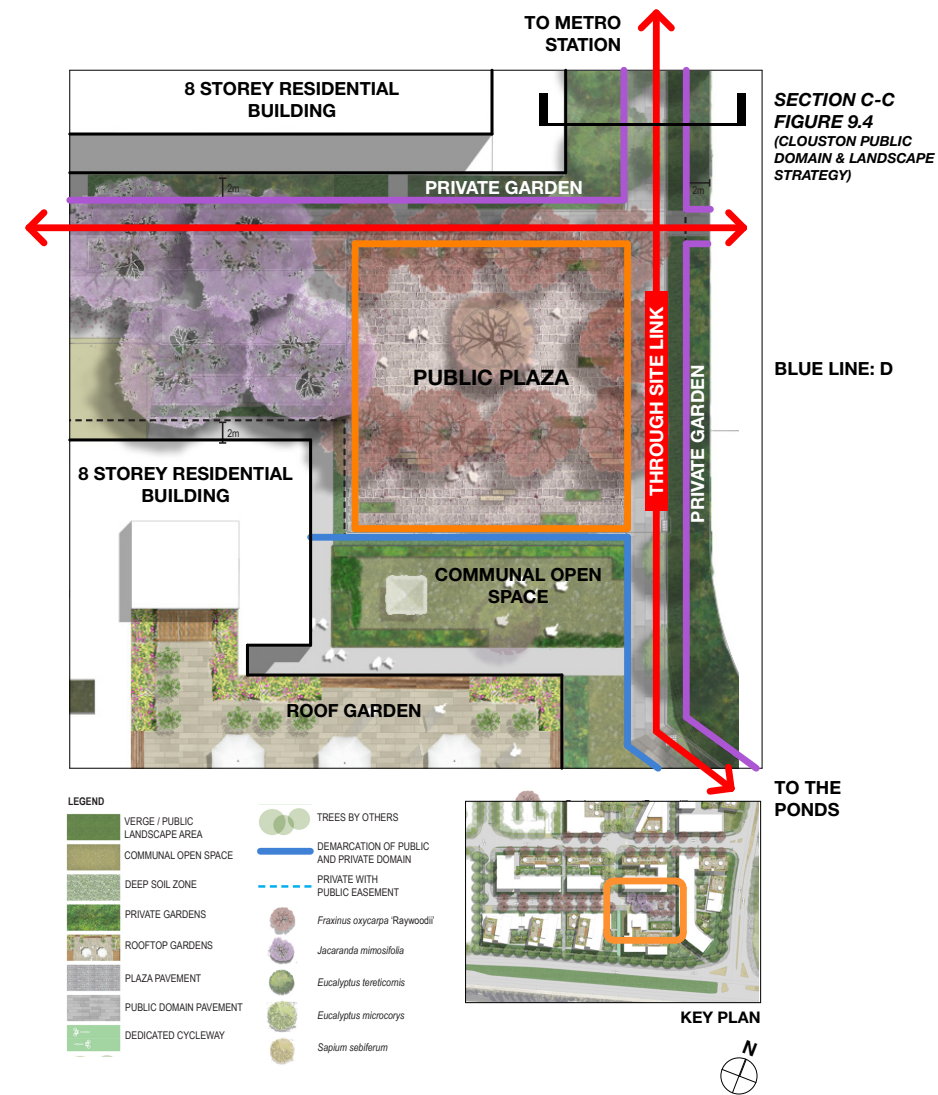 TO METRO
STATION
8 STOREY RESIDENTIAL
BUILDING
SECTION C-C
FIGURE 9.4
(CLOUSTON PUBLIC
DOMAIN & LANDSCAPE
STRATEGY)
2m
PRIVATE GARDEN
2m
THROUGH SITE LINK
BLUE LINE: D
PUBLIC PLAZA
PRIVATE GARDEN
2m
8 STOREY RESIDENTIAL
BUILDING
COMMUNAL OPEN
SPACE
ROOF GARDEN
TO THE
PONDS
LEGEND
VERGE / PUBLIC
LANDSCAPE AREA
COMMUNAL OPEN SPACE
DEEP SOIL ZONE
PRIVATE GARDENS
ROOFTOP GARDENS
PLAZA PAVEMENT
PUBLIC DOMAIN PAVEMENT
DEDICATED CYCLEWAY
TREES BY OTHERS
DEMARCATION OF PUBLIC
AND PRIVATE DOMAIN
PRIVATE WITH
PUBLIC EASEMENT
Fraxinus oxycarpa 'Raywoodii'
Jacaranda mimosifolia
Eucalyptus tereticornis
Eucalyptus microcorys
Sapium sebiferum
KEY PLAN
N